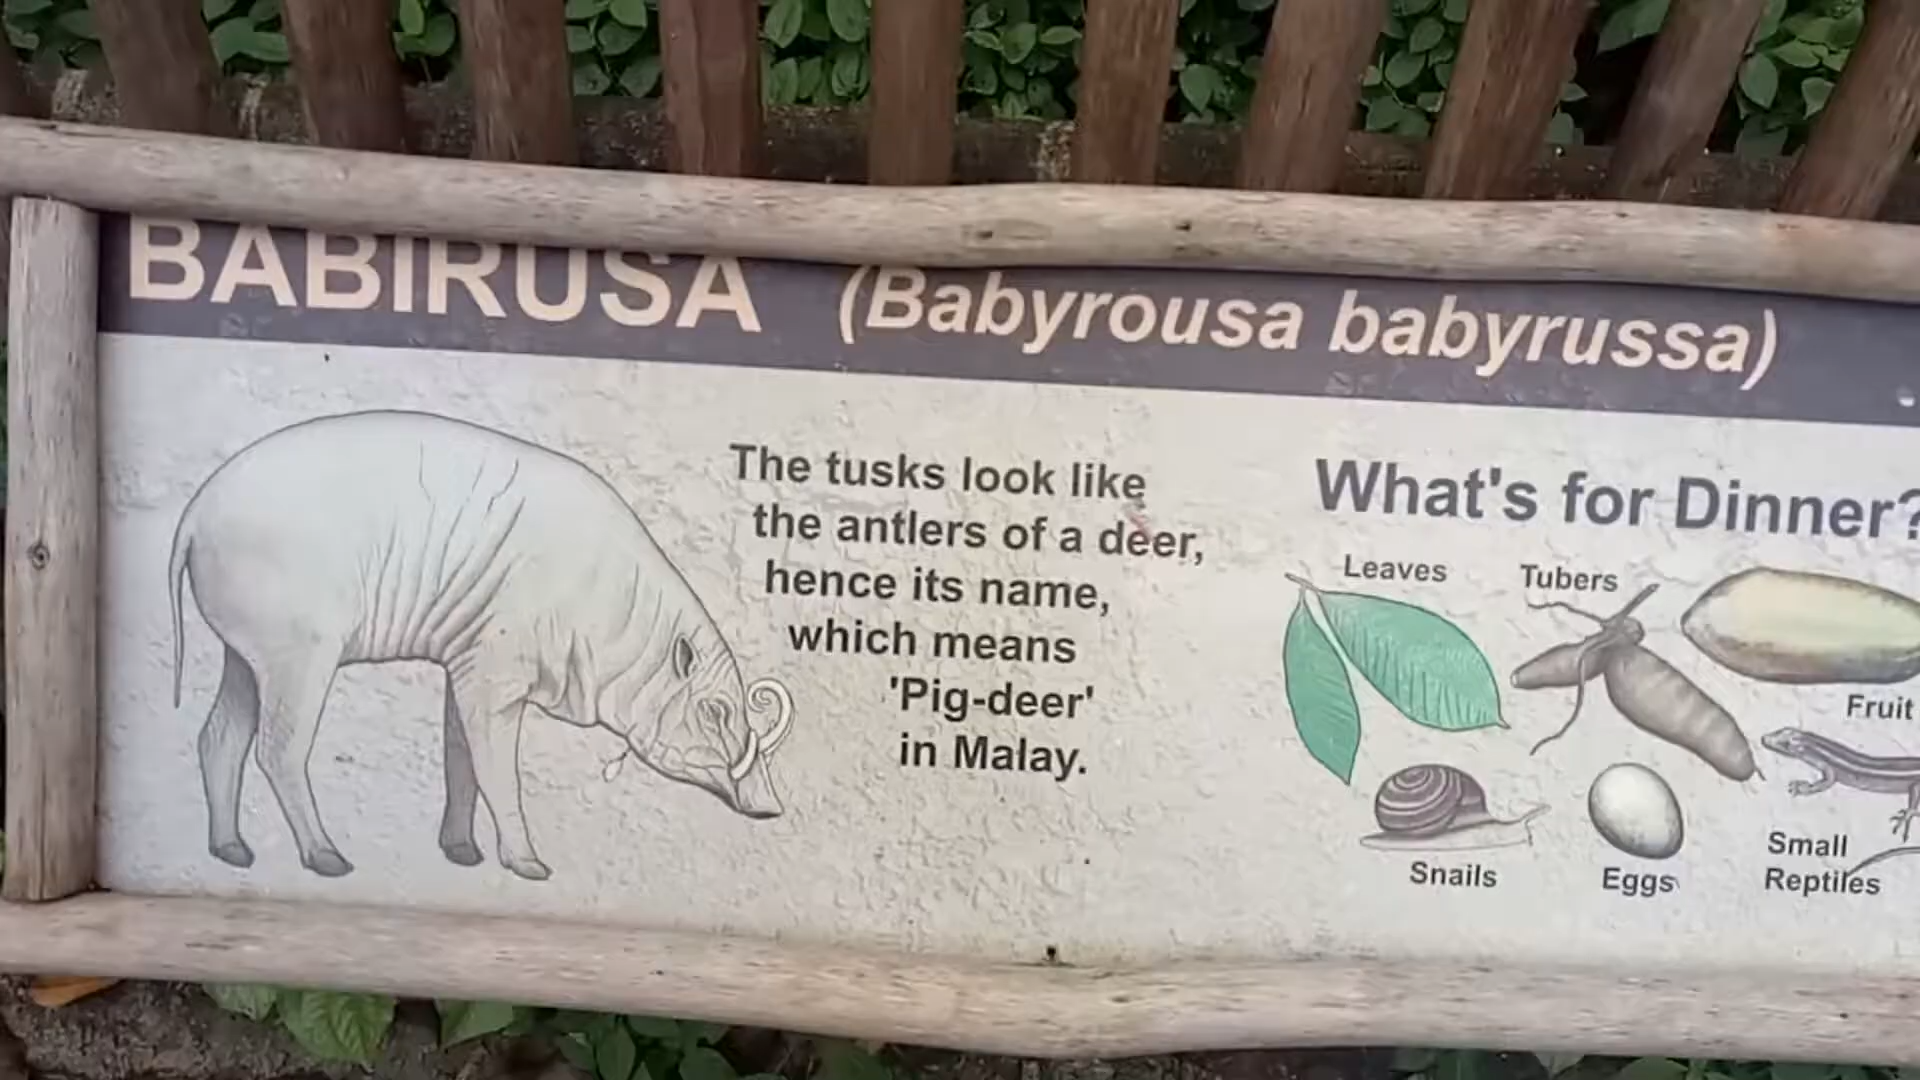 BABIRUSA (Babyrousa babyrussa)
The tusks look like
the antlers of a deer,
hence its name,
which means
'Pig-deer'
in Malay.
What's for Dinner?
Leaves
Tubers
Fruit
Snails
Eggs
Small
Reptiles